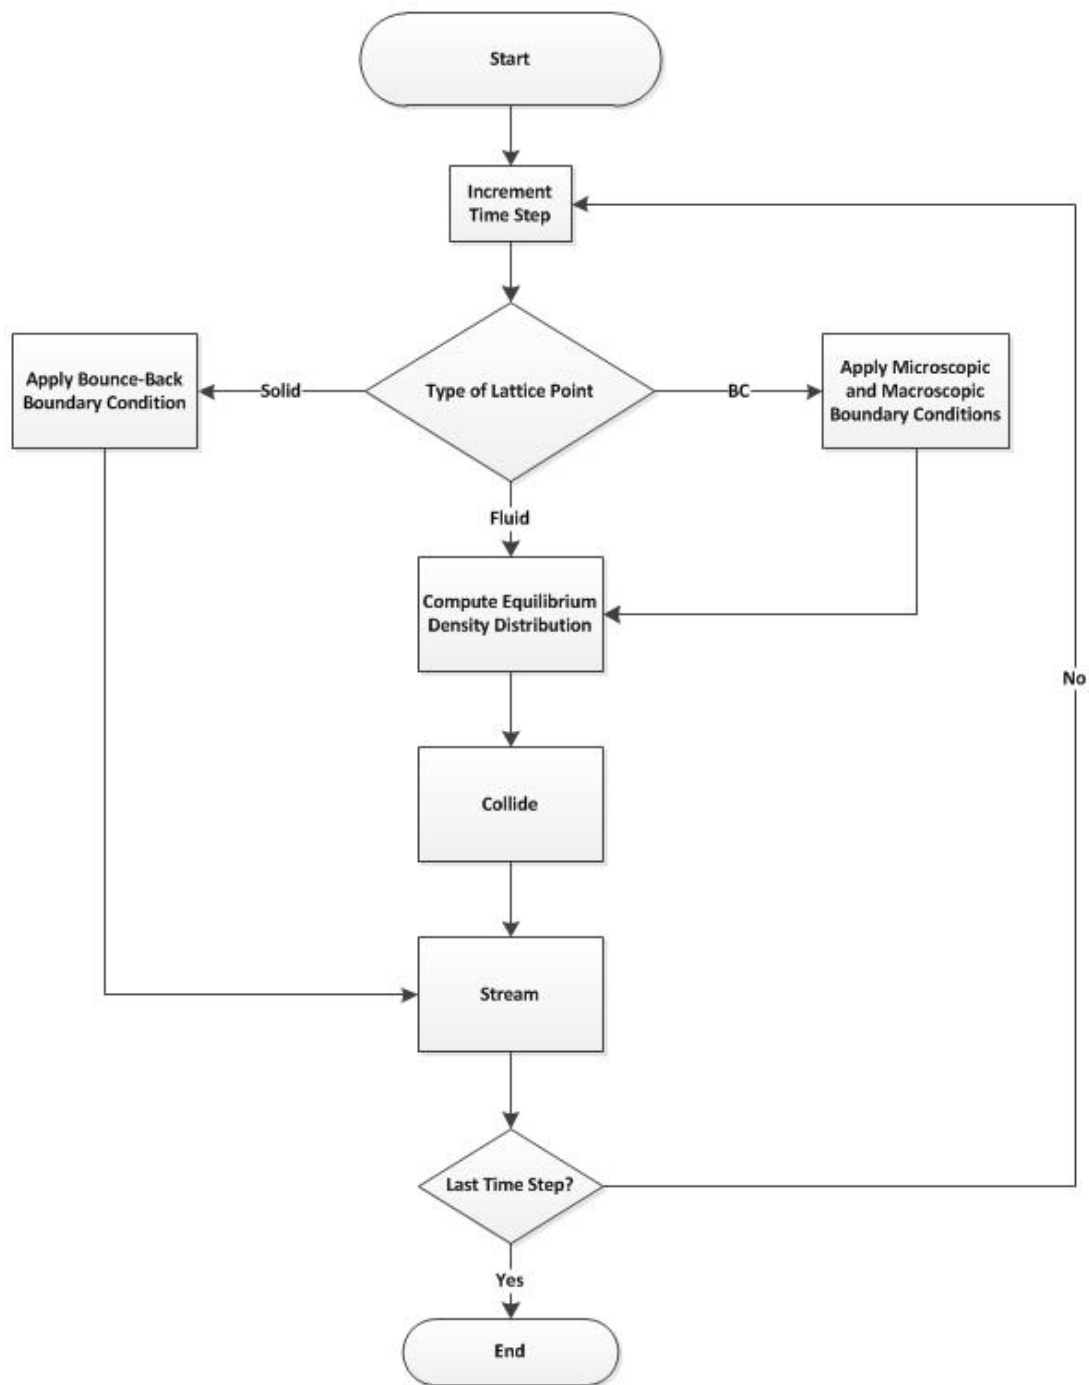 Start
Increment
Time Step
Apply Bounce-Back
Boundary Condition
Solid
Type of Lattice Point
BC
Apply Microscopic
and Macroscopic
Boundary Conditions
Fluid
Compute Equilibrium
Density Distribution
No
Collide
Stream
Last Time Step?
Yes
End